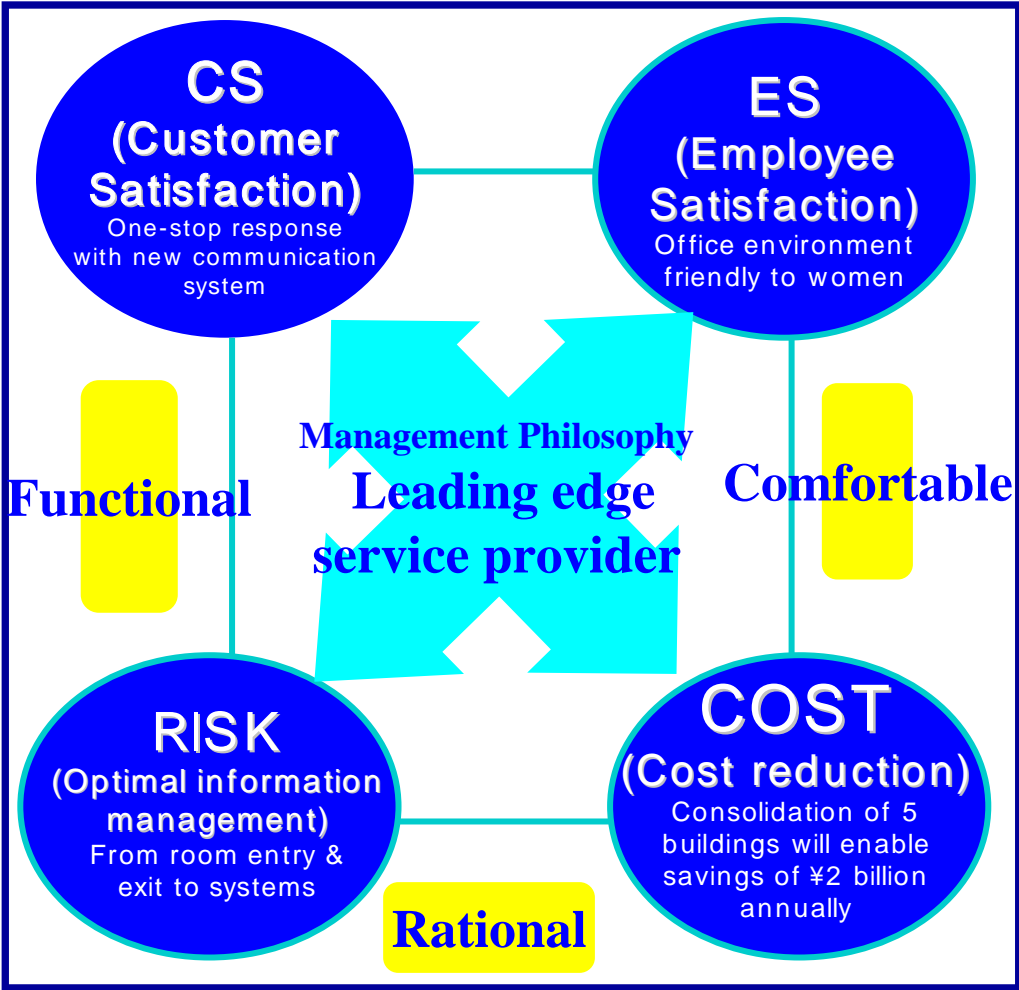 CS
(Customer
Satisfaction)
One-stop response
with new communication
system
ES
(Employee
Satisfaction)
Office environment
friendly to women
Management Philosophy
Leading edge
service provider
Functional
Comfortable
RISK
(Optimal information
management)
From room entry &
exit to systems
COST
(Cost reduction)
Consolidation of 5
buildings will enable
savings of ¥2 billion
annually
Rational